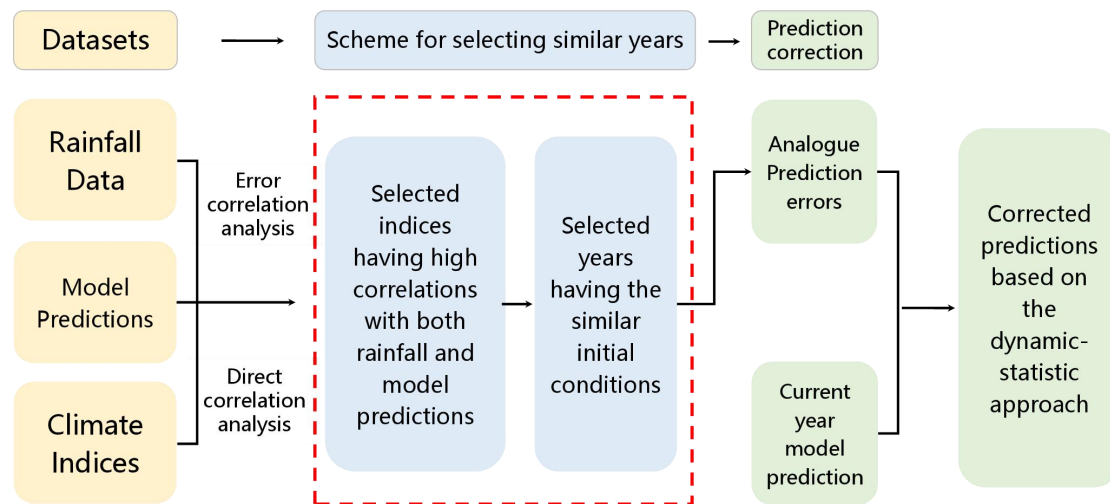 Datasets
Scheme for selecting similar years
Prediction
correction
Rainfall
Data
Model
Predictions
Climate
Indices
Error
correlation
analysis
Direct
correlation
analysis
Selected
indices
having high
correlations
with both
rainfall and
model
predictions
Selected
years
having the
similar
initial
conditions
Analogue
Prediction
errors
Current
year
model
prediction
Corrected
predictions
based on
the
dynamic-
statistic
approach